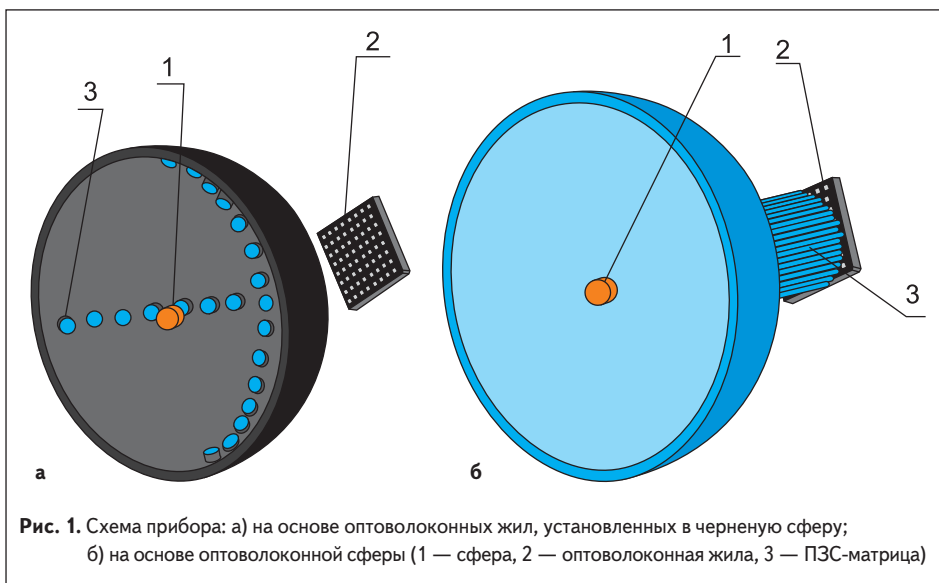 1
2
3
1
2
3
а
б
Рис. 1. Схема прибора: а) на основе оптоволоконных жил, установленных в черненую сферу;
б) на основе оптоволоконной сферы (1 — сфера, 2 — оптоволоконная жила, 3 — ПЗС-матрица)